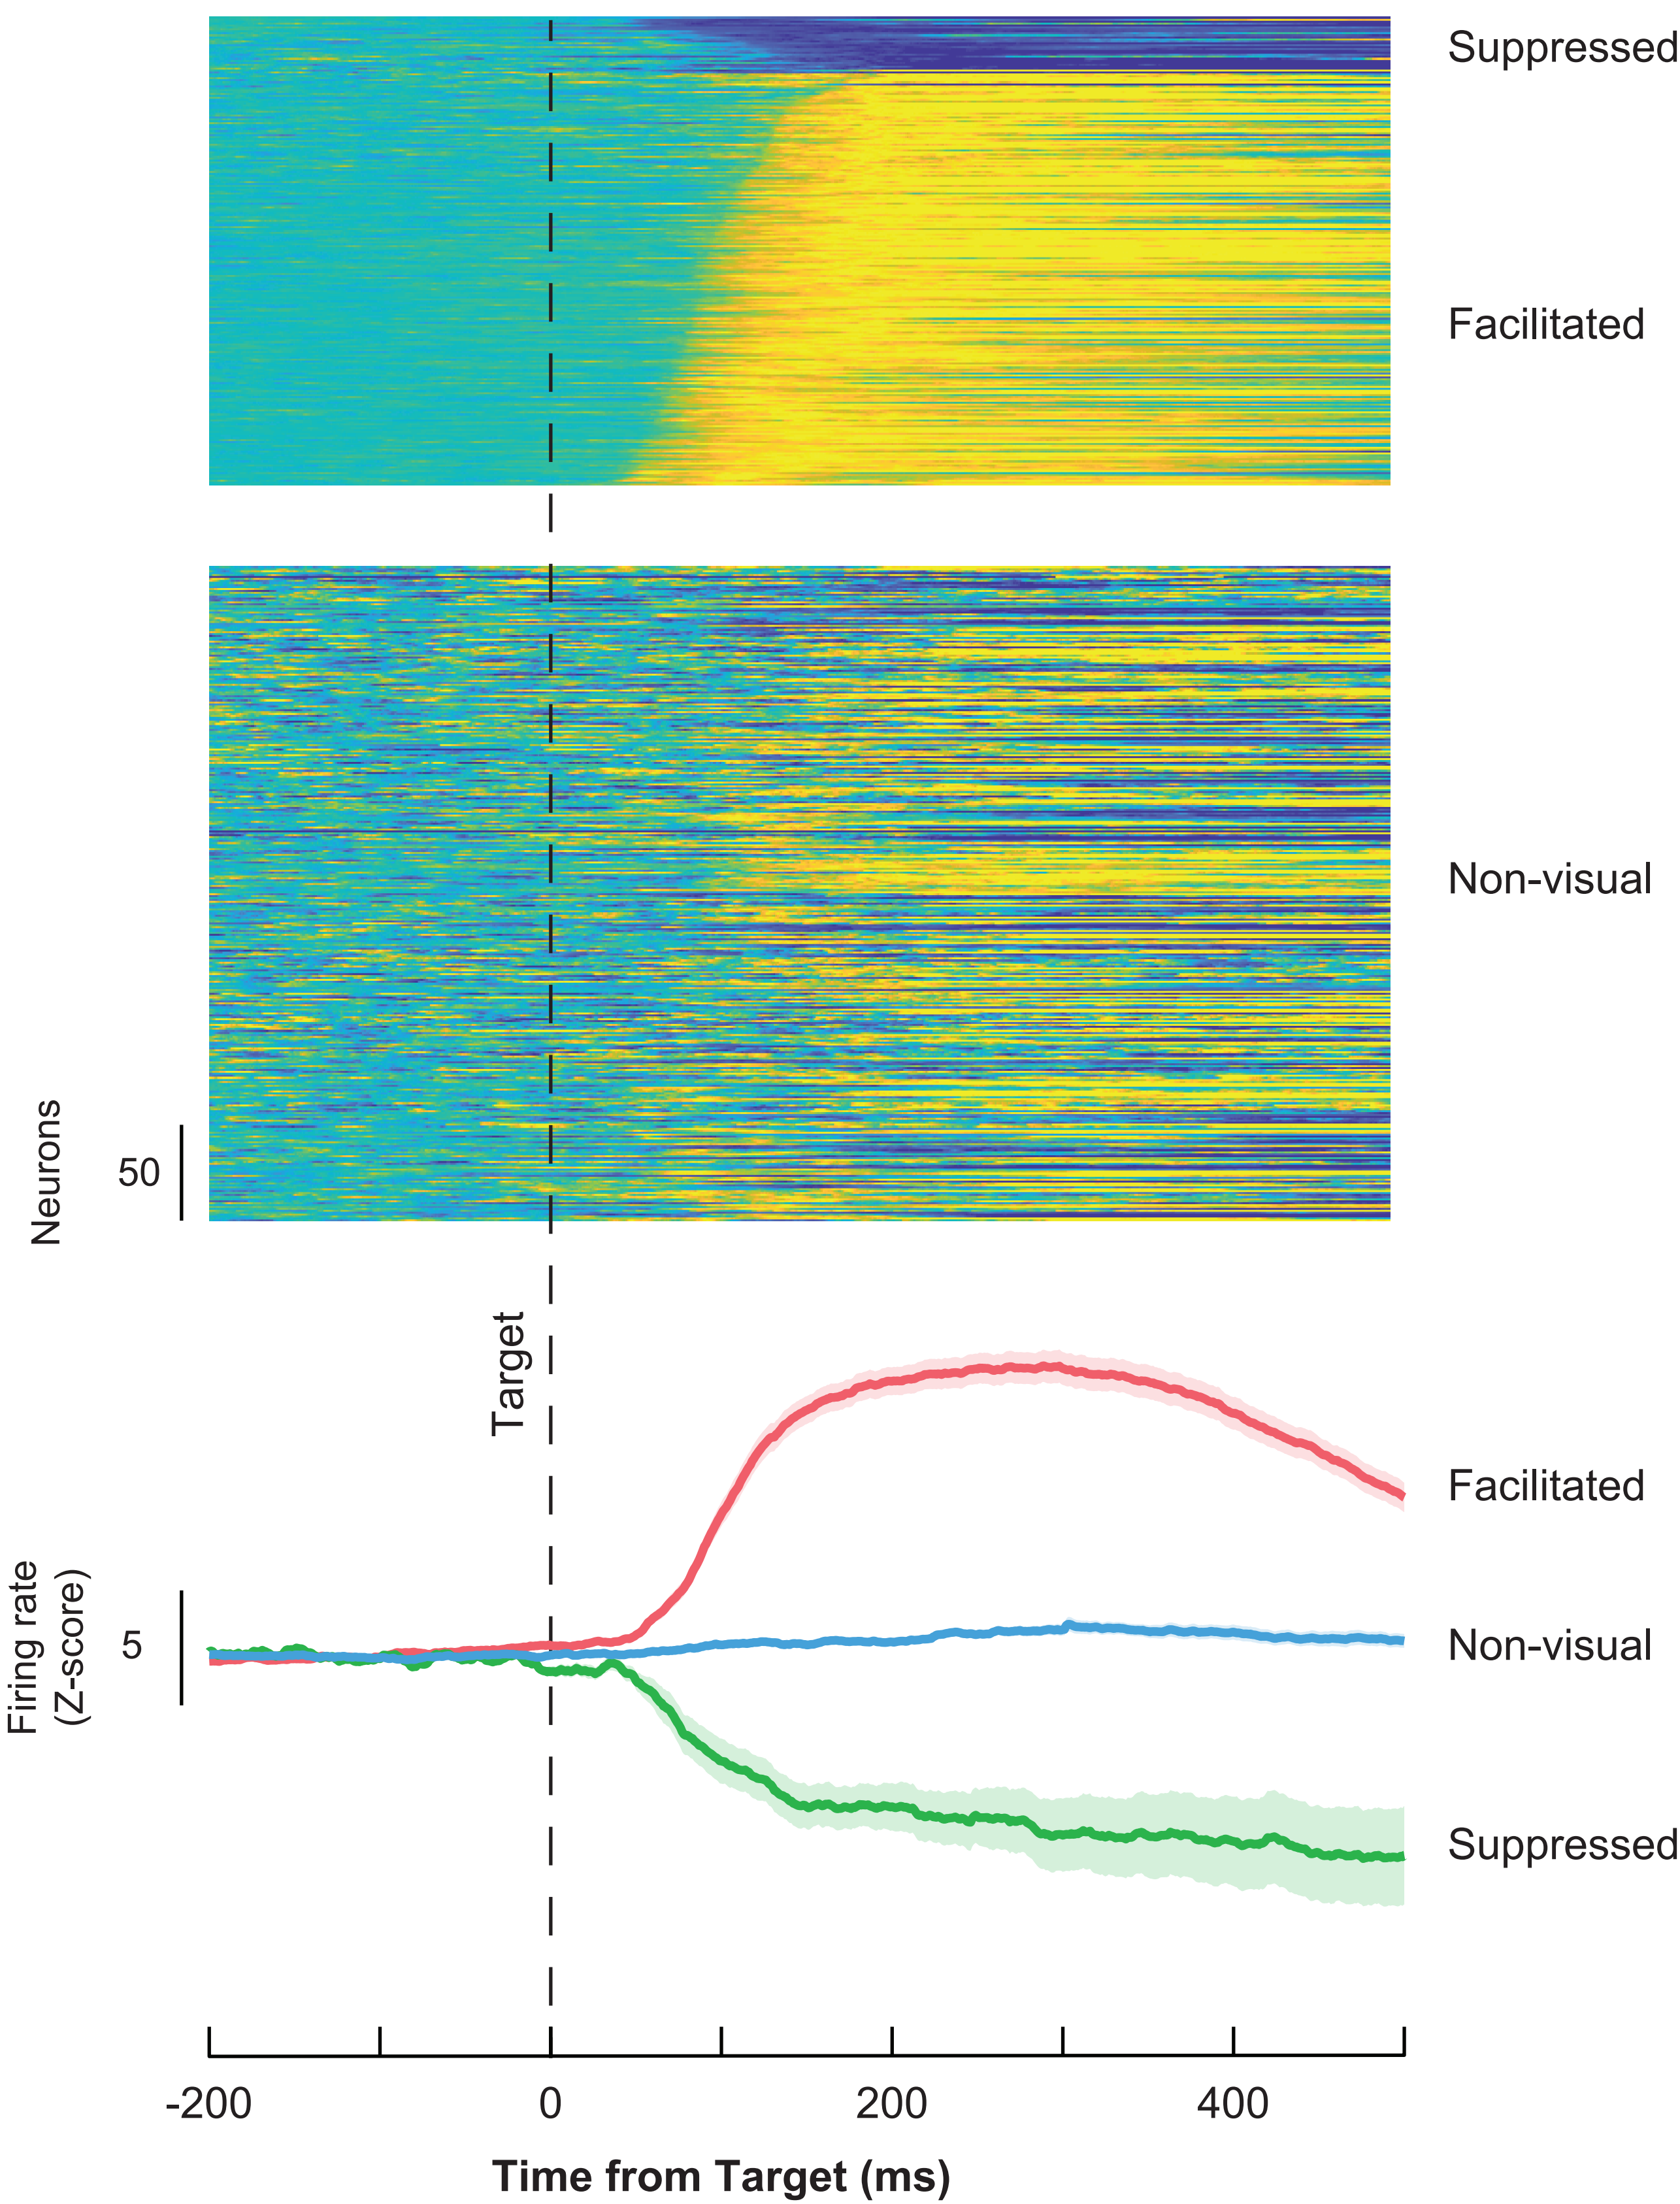 Suppressed
Facilitated
Non-visual
Neurons
50
Target
Facilitated
Non-visual
Suppressed
Firing rate
(Z-score)
5
-200
0
200
400
Time from Target (ms)